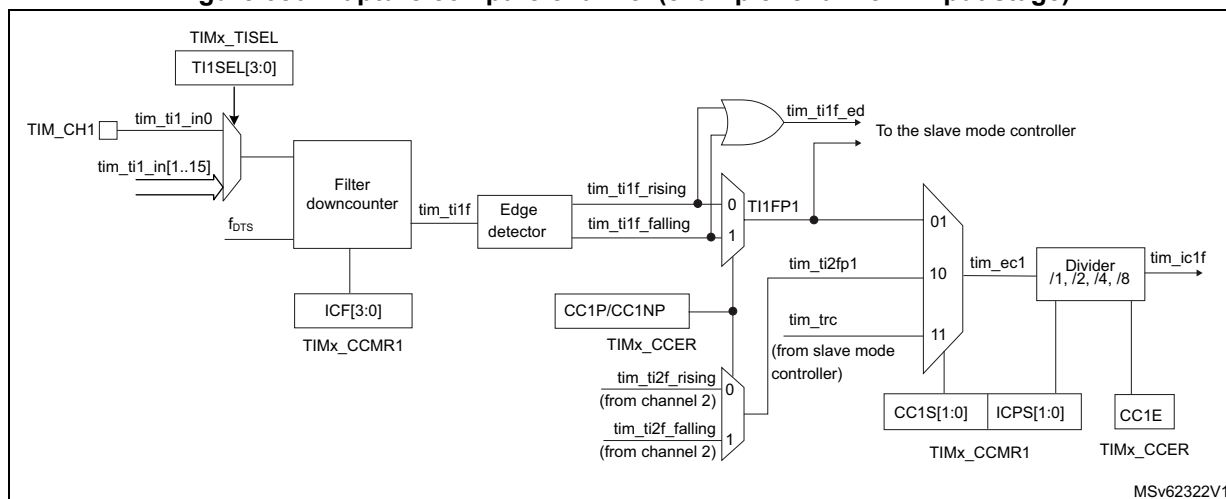 TIMx_TISEL
TI1SEL[3:0]
TIM_CH1
tim_ti1_in0
tim_ti1_in[1..15]
fDTS
Filter
downcounter
ICF[3:0]
TIMx_CCMR1
tim_ti1f
Edge
detector
tim_ti1f_rising
tim_ti1f_falling
tim_ti1f_ed
To the slave mode controller
0
1
TI1FP1
CC1P/CC1NP
TIMx_CCER
tim_ti2f_rising
(from channel 2)
tim_ti2f_falling
(from channel 2)
0
1
tim_ti2fp1
tim_trc
(from slave mode
controller)
01
10
11
tim_ec1
Divider
/1, /2, /4, /8
tim_ic1f
CC1S[1:0]
ICPS[1:0]
TIMx_CCMR1
CC1E
TIMx_CCER
MSv62322V1